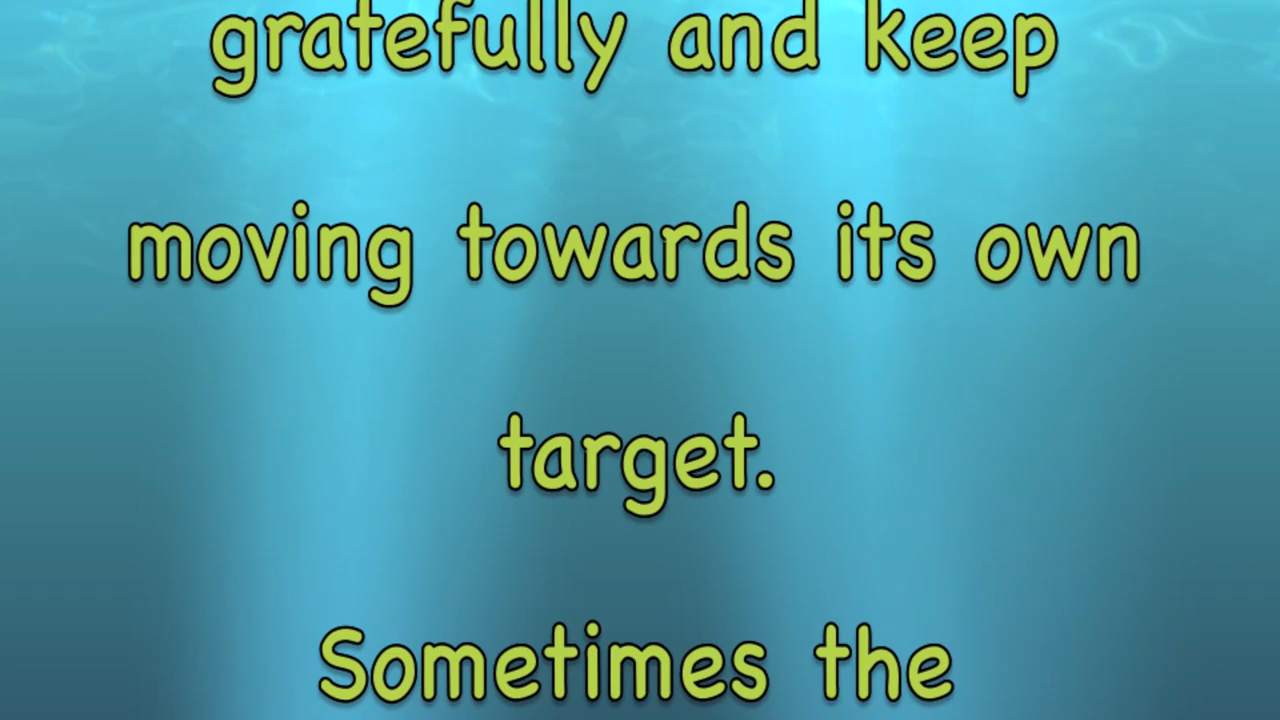 gratefully and keep
moving towards its own
target.
Sometimes the